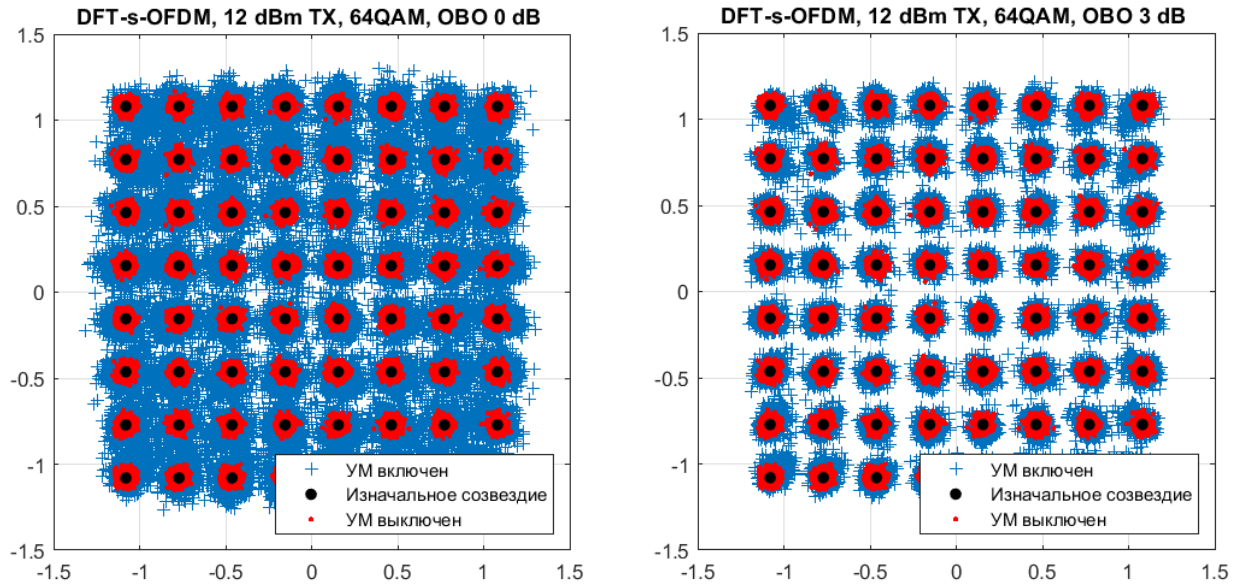 DFT-s-OFDM, 12 dBm TX, 64QAM, OBO 0 dB
1.5
1
0.5
0
-0.5
-1
-1.5
-1.5 -1 -0.5 0 0.5 1 1.5
УМ включен
Изначальное созвездие
УМ выключен
DFT-s-OFDM, 12 dBm TX, 64QAM, OBO 3 dB
1.5
1
0.5
0
-0.5
-1
-1.5
-1.5 -1 -0.5 0 0.5 1 1.5
УМ включен
Изначальное созвездие
УМ выключен